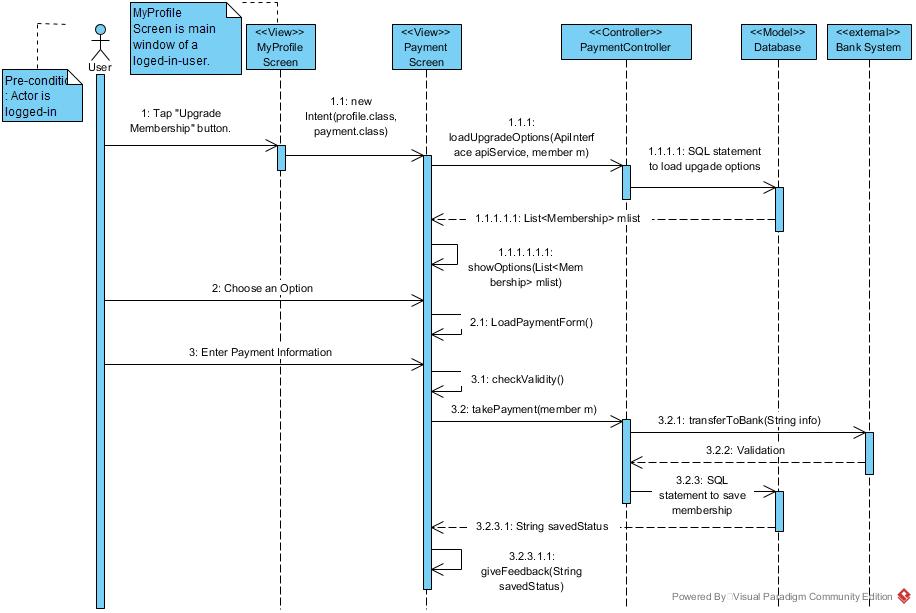 MyProfile
Screen is main
window of a
loged-in-user.
<<View>>
MyProfile
Screen
<<View>>
Payment
Screen
<<Controller>>
PaymentController
<<Model>>
Database
<<external>>
Bank System
User
Pre-conditic
: Actor is
logged-in
1: Tap "Upgrade
Membership" button.
1.1: new
Intent(profile.class,
payment.class)
1.1.1:
loadUpgradeOptions(ApiInterf
ace apiService, member m)
1.1.1.1: SQL statement
to load upgade options
1.1.1.1.1: List<Membership> mlist
1.1.1.1.1.1:
showOptions(List<Mem
bership> mlist)
2: Choose an Option
2.1: LoadPaymentForm()
3: Enter Payment Information
3.1: checkValidity()
3.2: takePayment(member m)
3.2.1: transferToBank(String info)
3.2.2: Validation
3.2.3: SQL
statement to save
membership
3.2.3.1: String savedStatus
3.2.3.1.1:
giveFeedback(String
savedStatus)
Powered By Visual Paradigm Community Edition